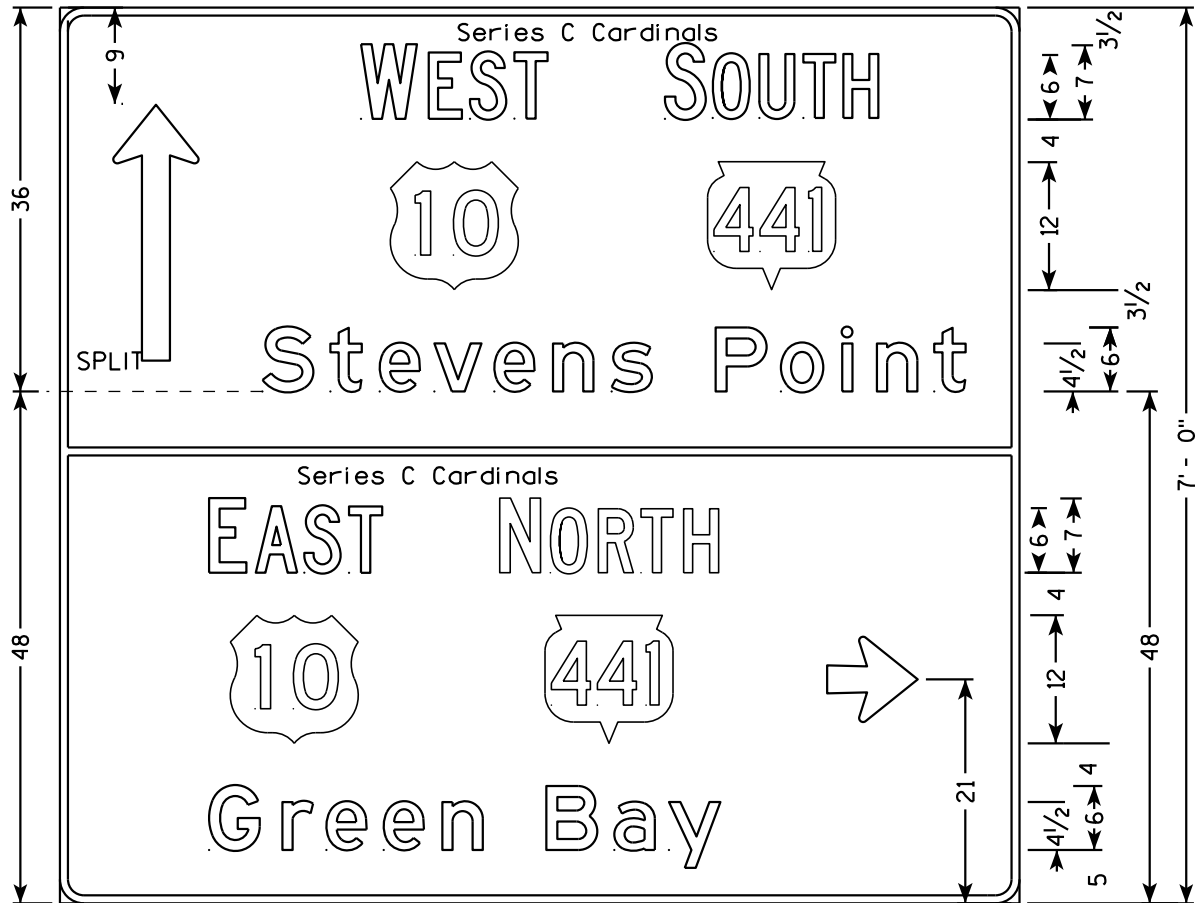 Series C Cardinals
WEST SOUTH
10 441
SPLIT
Stevens Point
Series C Cardinals
EAST NORTH
10 441
Green Bay
9
36
48
21
3½
6 7
4
12
3½
4½ 6
6 7
4
12
4
4½ 6
5
48
7' - 0"